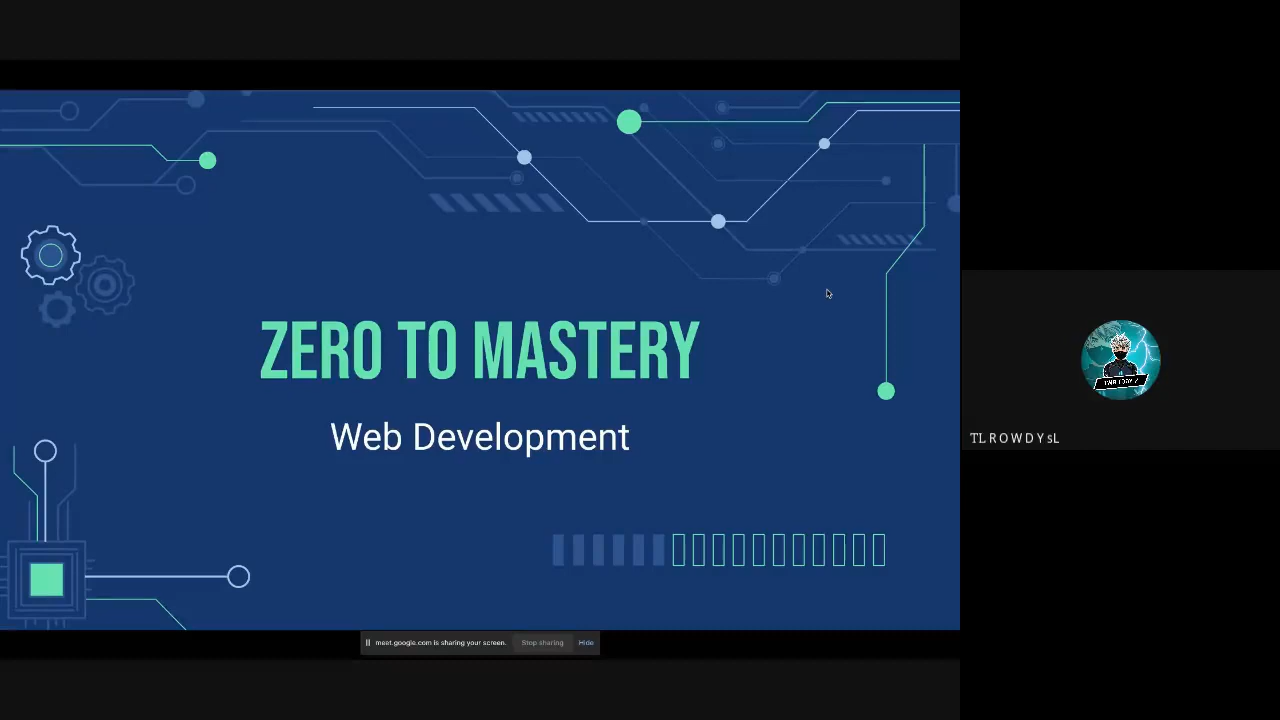 ZERO TO MASTERY
Web Development
meet.google.com is sharing your screen.
Stop sharing
Hide
TL R O W D Y sL